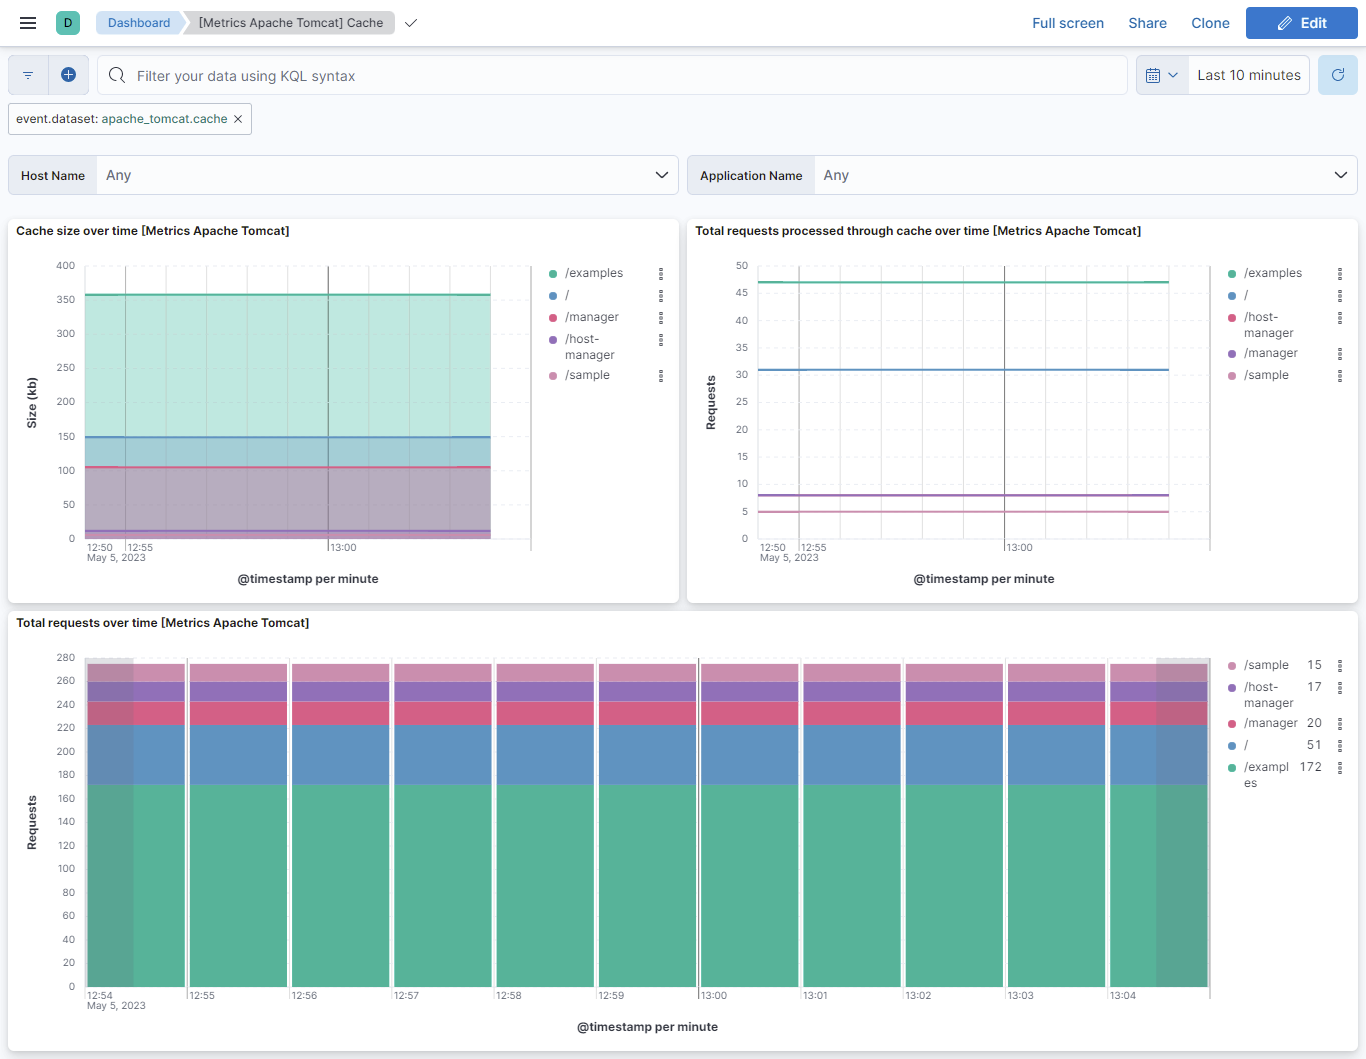 D
Dashboard
[Metrics Apache Tomcat] Cache
Full screen
Share
Clone
Edit
Filter your data using KQL syntax
Last 10 minutes
event.dataset: apache_tomcat.cache
Host Name
Any
Application Name
Any
Cache size over time [Metrics Apache Tomcat]
400
350
300
250
200
150
100
50
0
Size (kb)
12:50
12:55
13:00
May 5, 2023
@timestamp per minute
/examples
/
/manager
/host-
manager
/sample
Total requests processed through cache over time [Metrics Apache Tomcat]
50
45
40
35
30
25
20
15
10
5
0
Requests
12:50
12:55
13:00
May 5, 2023
@timestamp per minute
/examples
/
/host-
manager
/manager
/sample
Total requests over time [Metrics Apache Tomcat]
280
260
240
220
200
180
160
140
120
100
80
60
40
20
0
Requests
12:54
12:55
12:56
12:57
12:58
12:59
13:00
13:01
13:02
13:03
13:04
May 5, 2023
@timestamp per minute
/sample 15
/host- 17
manager
/manager 20
/ 51
/exampl 172
es